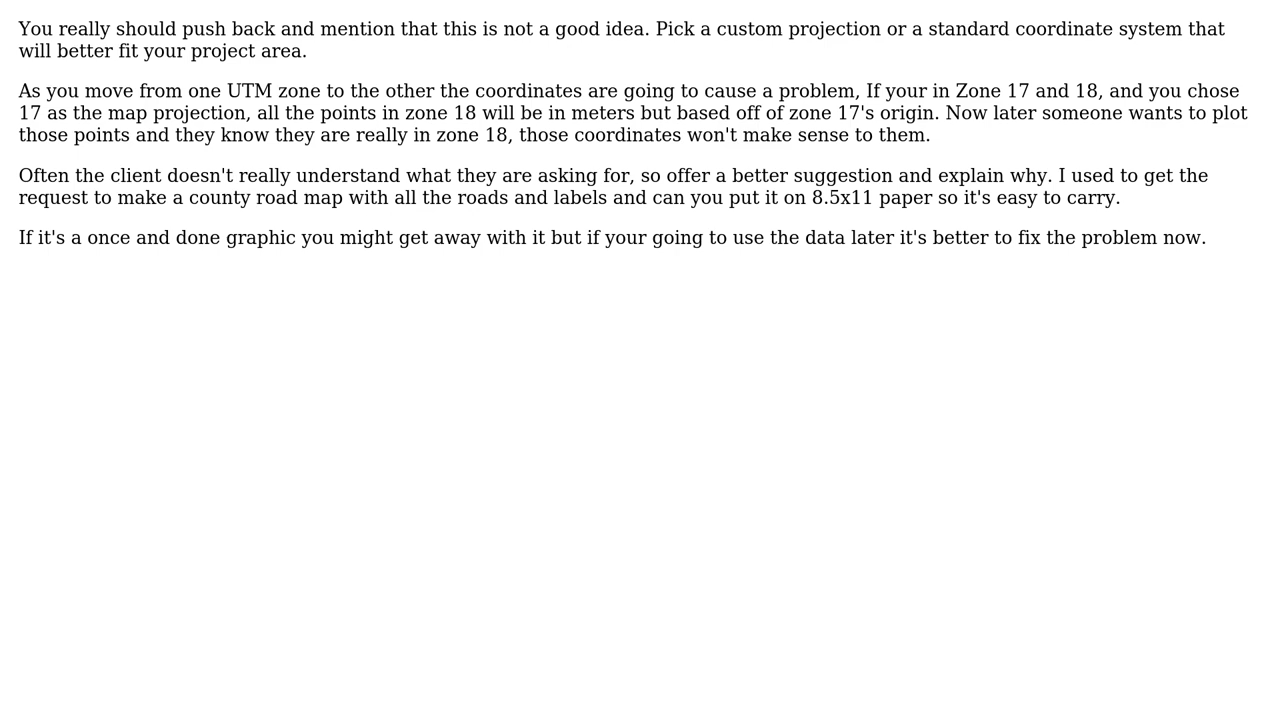 You really should push back and mention that this is not a good idea. Pick a custom projection or a standard coordinate system that
will better fit your project area.
As you move from one UTM zone to the other the coordinates are going to cause a problem, If your in Zone 17 and 18, and you chose
17 as the map projection, all the points in zone 18 will be in meters but based off of zone 17's origin. Now later someone wants to plot
those points and they know they are really in zone 18, those coordinates won't make sense to them.
Often the client doesn't really understand what they are asking for, so offer a better suggestion and explain why. I used to get the
request to make a county road map with all the roads and labels and can you put it on 8.5x11 paper so it's easy to carry.
If it's a once and done graphic you might get away with it but if your going to use the data later it's better to fix the problem now.